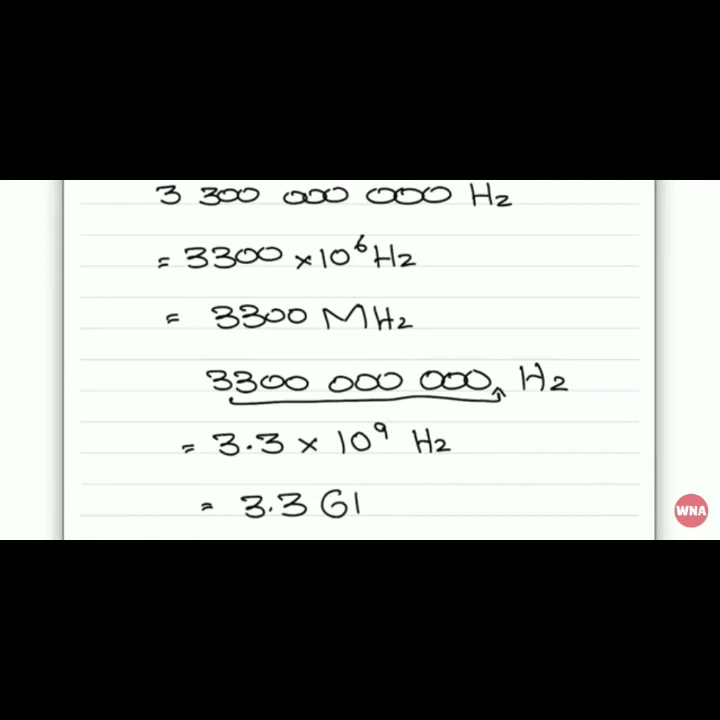 3 300 000 000 Hz
= 3300 × 10⁶ Hz
= 3300 MHz
3300 000 000 Hz
= 3.3 × 10⁹ Hz
= 3.3 GI
WNA